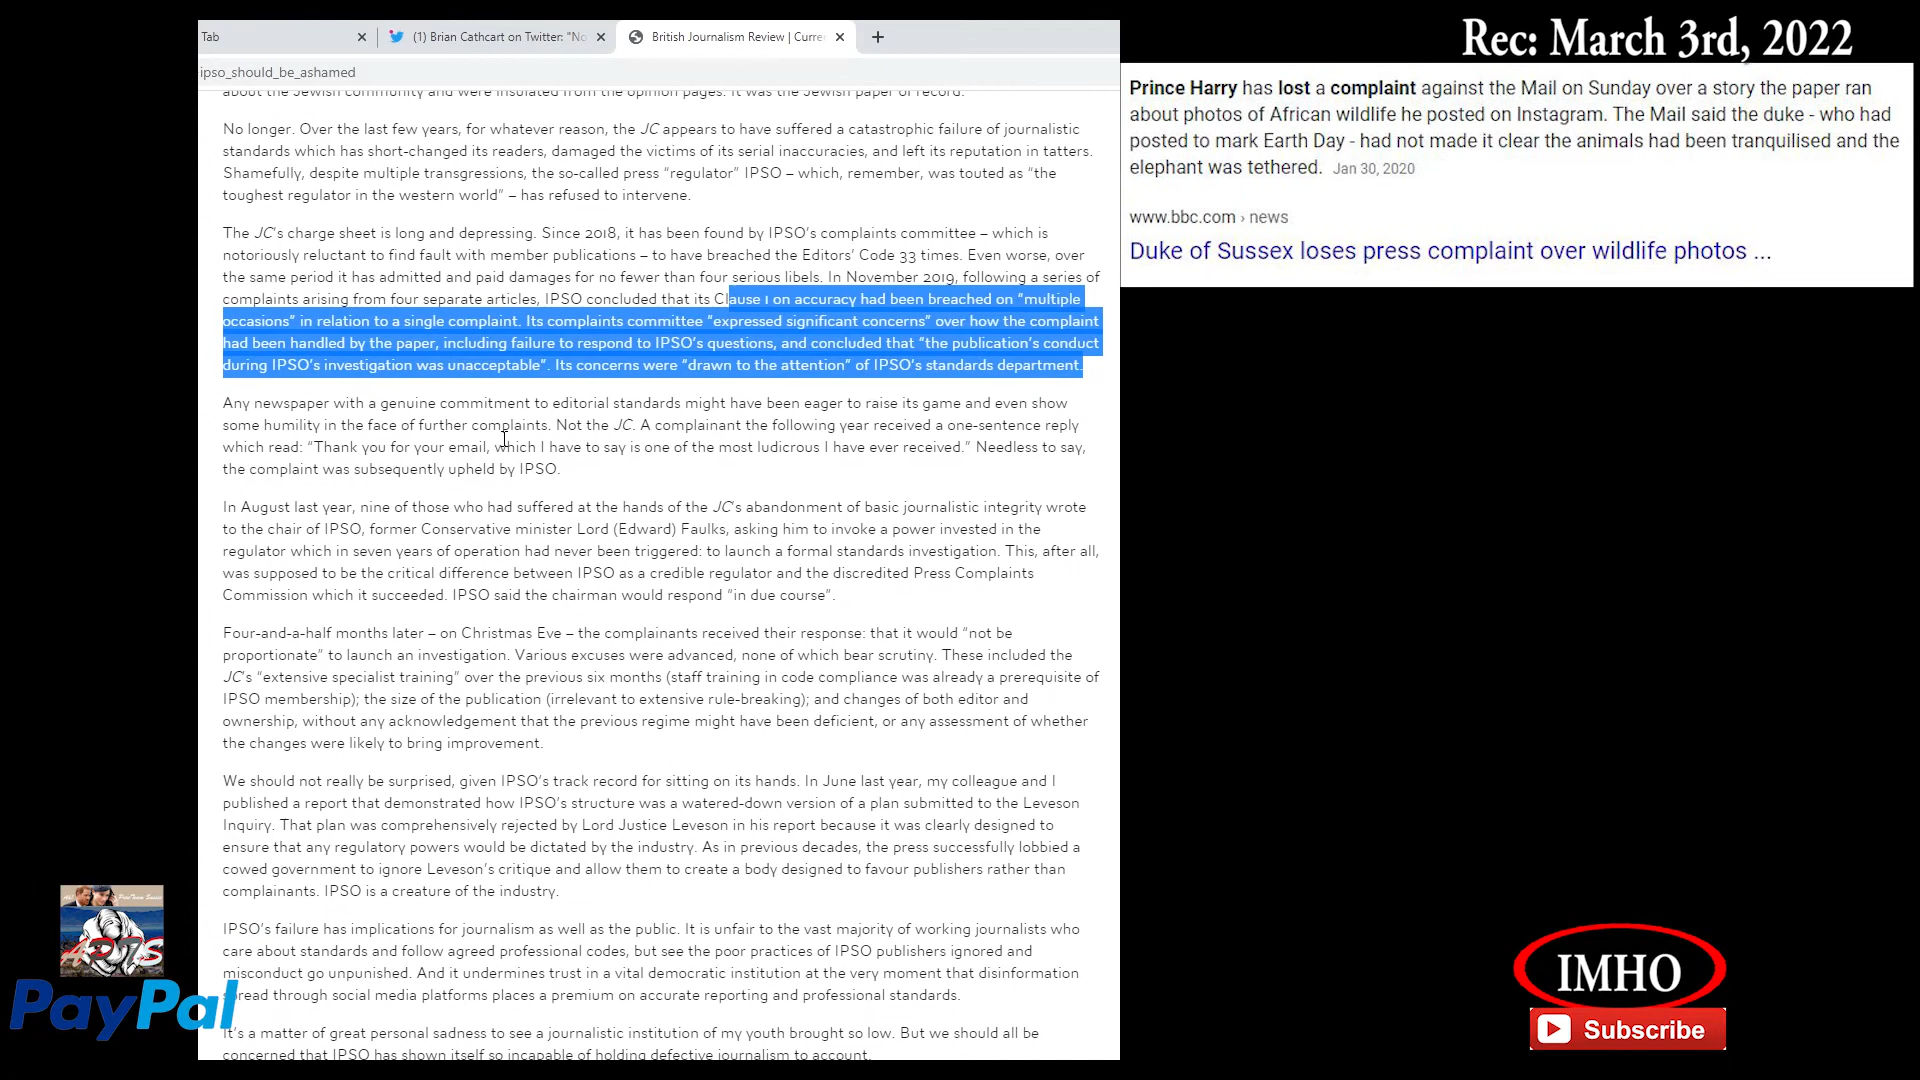 Tab
(1) Brian Cathcart on Twitter: "No
British Journalism Review | Curre
ipso_should_be_ashamed
about the Jewish community and were insulated from the opinion pages. It was the Jewish paper of record.
No longer. Over the last few years, for whatever reason, the JC appears to have suffered a catastrophic failure of journalistic
standards which has short-changed its readers, damaged the victims of its serial inaccuracies, and left its reputation in tatters.
Shamefully, despite multiple transgressions, the so-called press “regulator” IPSO – which, remember, was touted as “the
toughest regulator in the western world” – has refused to intervene.
The JC’s charge sheet is long and depressing. Since 2018, it has been found by IPSO’s complaints committee – which is
notoriously reluctant to find fault with member publications – to have breached the Editors’ Code 33 times. Even worse, over
the same period it has admitted and paid damages for no fewer than four serious libels. In November 2019, following a series of
complaints arising from four separate articles, IPSO concluded that its Clause 1 on accuracy had been breached on “multiple
occasions” in relation to a single complaint. Its complaints committee “expressed significant concerns” over how the complaint
had been handled by the paper, including failure to respond to IPSO’s questions, and concluded that “the publication’s conduct
during IPSO’s investigation was unacceptable”. Its concerns were “drawn to the attention” of IPSO’s standards department.
Any newspaper with a genuine commitment to editorial standards might have been eager to raise its game and even show
some humility in the face of further complaints. Not the JC. A complainant the following year received a one-sentence reply
which read: “Thank you for your email, which I have to say is one of the most ludicrous I have ever received.” Needless to say,
the complaint was subsequently upheld by IPSO.
In August last year, nine of those who had suffered at the hands of the JC’s abandonment of basic journalistic integrity wrote
to the chair of IPSO, former Conservative minister Lord (Edward) Faulks, asking him to invoke a power invested in the
regulator which in seven years of operation had never been triggered: to launch a formal standards investigation. This, after all,
was supposed to be the critical difference between IPSO as a credible regulator and the discredited Press Complaints
Commission which it succeeded. IPSO said the chairman would respond “in due course”.
Four-and-a-half months later – on Christmas Eve – the complainants received their response: that it would “not be
proportionate” to launch an investigation. Various excuses were advanced, none of which bear scrutiny. These included the
JC’s “extensive specialist training” over the previous six months (staff training in code compliance was already a prerequisite of
IPSO membership); the size of the publication (irrelevant to extensive rule-breaking); and changes of both editor and
ownership, without any acknowledgement that the previous regime might have been deficient, or any assessment of whether
the changes were likely to bring improvement.
We should not really be surprised, given IPSO’s track record for sitting on its hands. In June last year, my colleague and I
published a report that demonstrated how IPSO’s structure was a watered-down version of a plan submitted to the Leveson
Inquiry. That plan was comprehensively rejected by Lord Justice Leveson in his report because it was clearly designed to
ensure that any regulatory powers would be dictated by the industry. As in previous decades, the press successfully lobbied a
cowed government to ignore Leveson’s critique and allow them to create a body designed to favour publishers rather than
complainants. IPSO is a creature of the industry.
IPSO’s failure has implications for journalism as well as the public. It is unfair to the vast majority of working journalists who
care about standards and follow agreed professional codes, but see the poor practices of IPSO publishers ignored and
misconduct go unpunished. And it undermines trust in a vital democratic institution at the very moment that disinformation
spread through social media platforms places a premium on accurate reporting and professional standards.
It’s a matter of great personal sadness to see a journalistic institution of my youth brought so low. But we should all be
concerned that IPSO has shown itself so incapable of holding defective journalism to account.
Rec: March 3rd, 2022
Prince Harry has lost a complaint against the Mail on Sunday over a story the paper ran
about photos of African wildlife he posted on Instagram. The Mail said the duke - who had
posted to mark Earth Day - had not made it clear the animals had been tranquilised and the
elephant was tethered. Jan 30, 2020
www.bbc.com › news
Duke of Sussex loses press complaint over wildlife photos ...
PayPal
IMHO
Subscribe